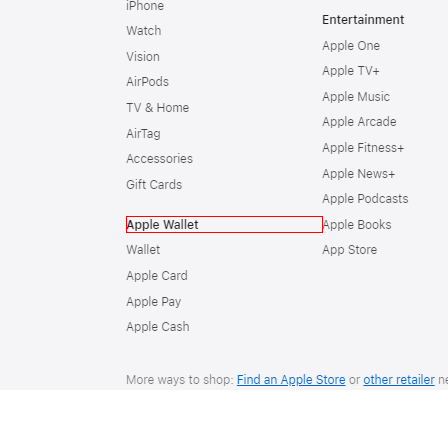 iPhone
Watch
Vision
AirPods
TV & Home
AirTag
Accessories
Gift Cards
Apple Wallet
Wallet
Apple Card
Apple Pay
Apple Cash
Entertainment
Apple One
Apple TV+
Apple Music
Apple Arcade
Apple Fitness+
Apple News+
Apple Podcasts
Apple Books
App Store
More ways to shop: Find an Apple Store or other retailer